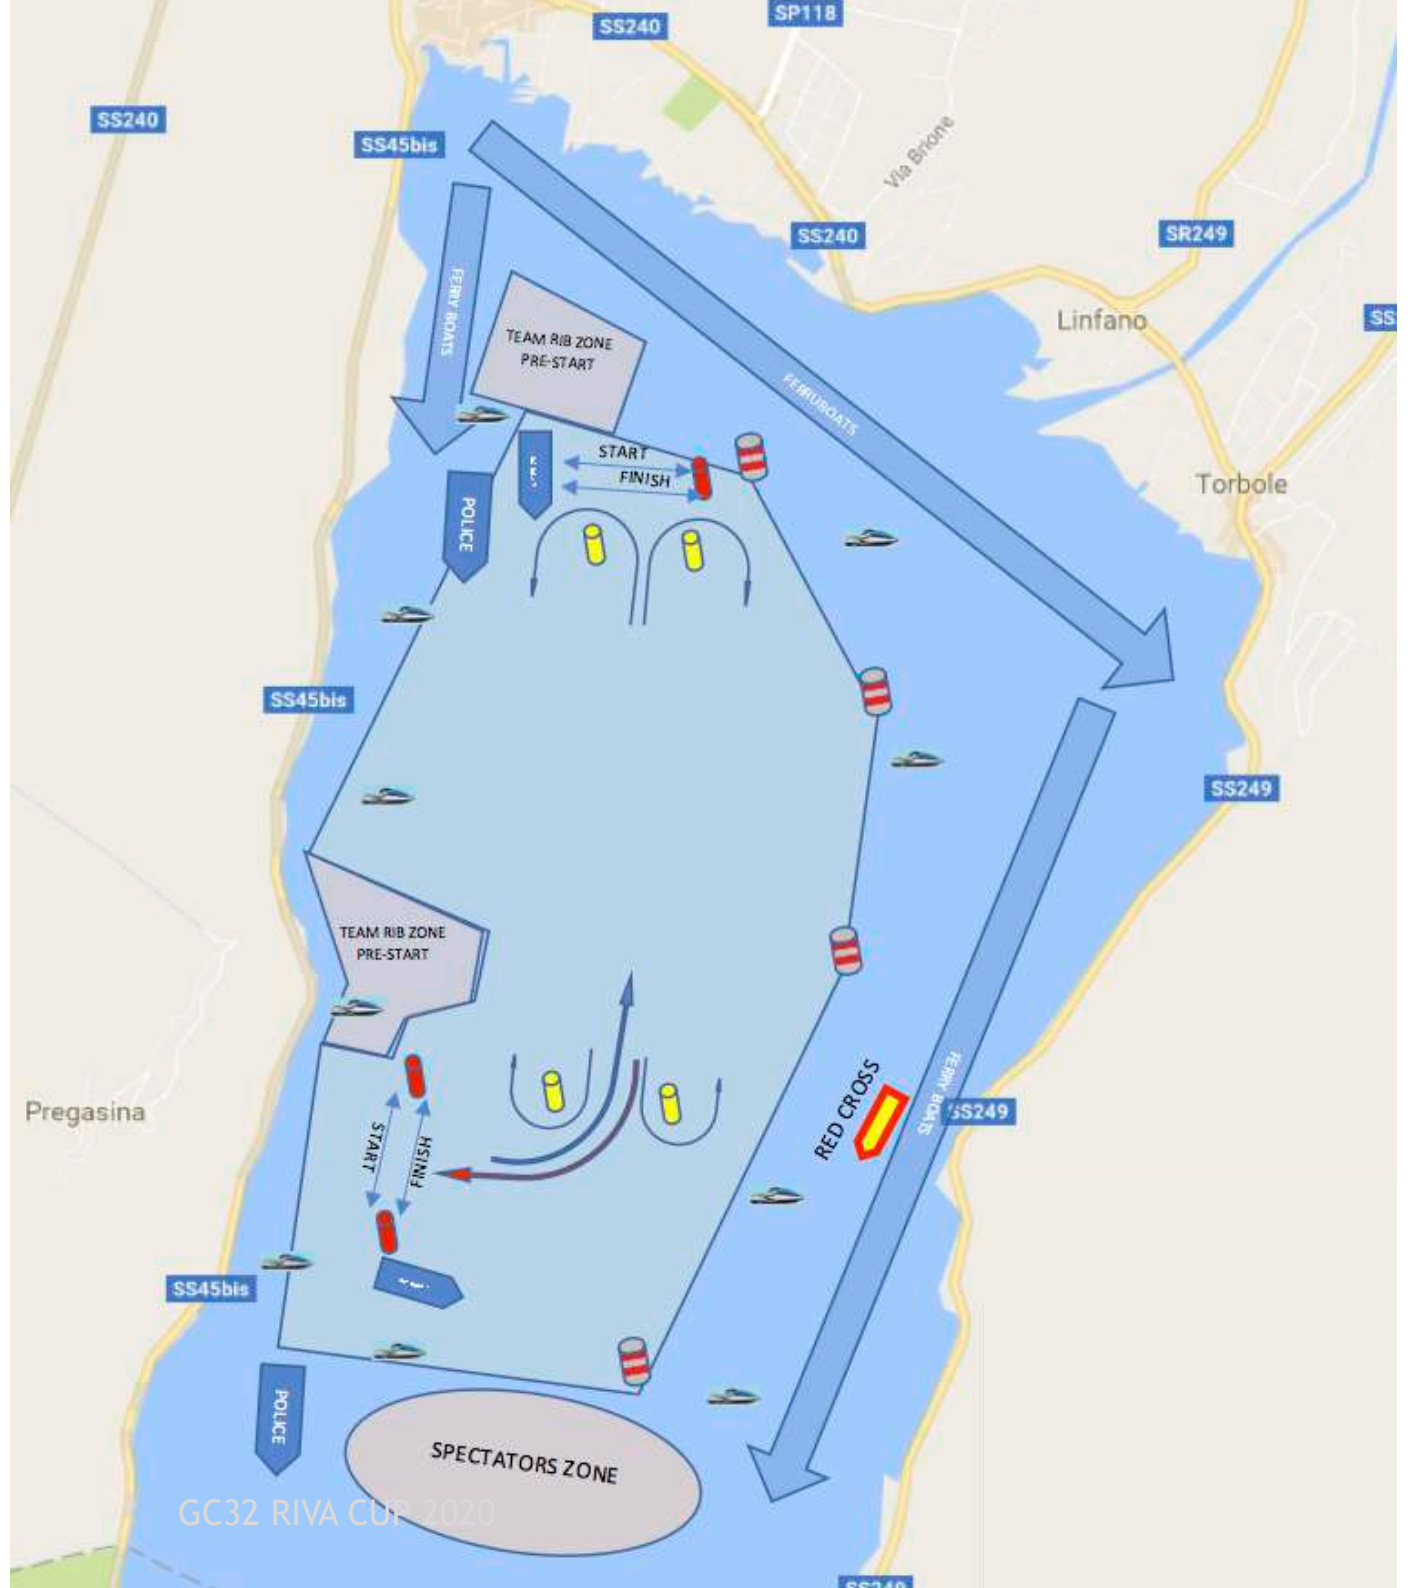 SS240
SP118
SS240
SS45bis
Via Brione
SS240
SR249
FERRY BOATS
Linfano
SS
TEAM RIB ZONE
PRE-START
FERRUBOATS
START
FINISH
Torbole
POLICE
SS45bis
SS249
TEAM RIB ZONE
PRE-START
Pregasina
RED CROSS
FERRY BOATS
SS249
START
FINISH
SS45bis
POLICE
SPECTATORS ZONE
GC32 RIVA CUP 2020
SS249